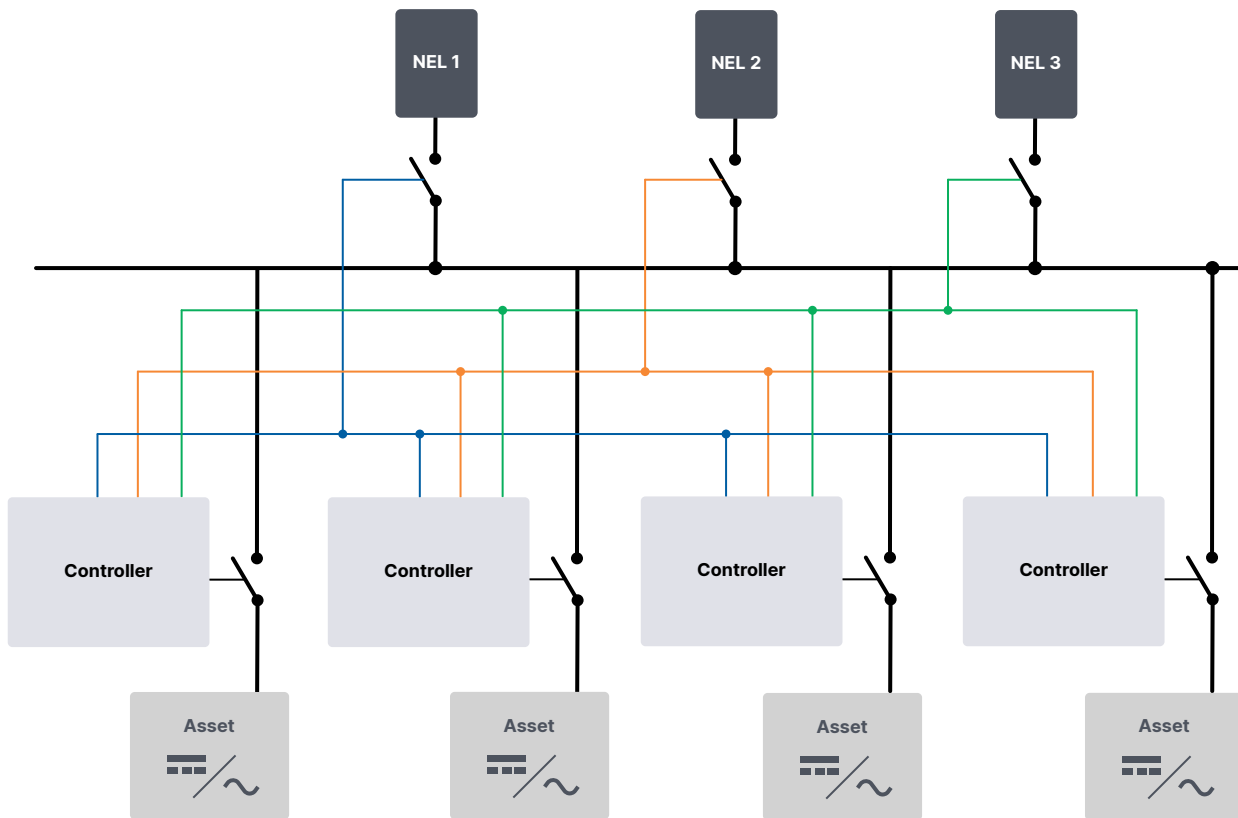 NEL 1
NEL 2
NEL 3
Controller
Controller
Controller
Controller
Asset
Asset
Asset
Asset